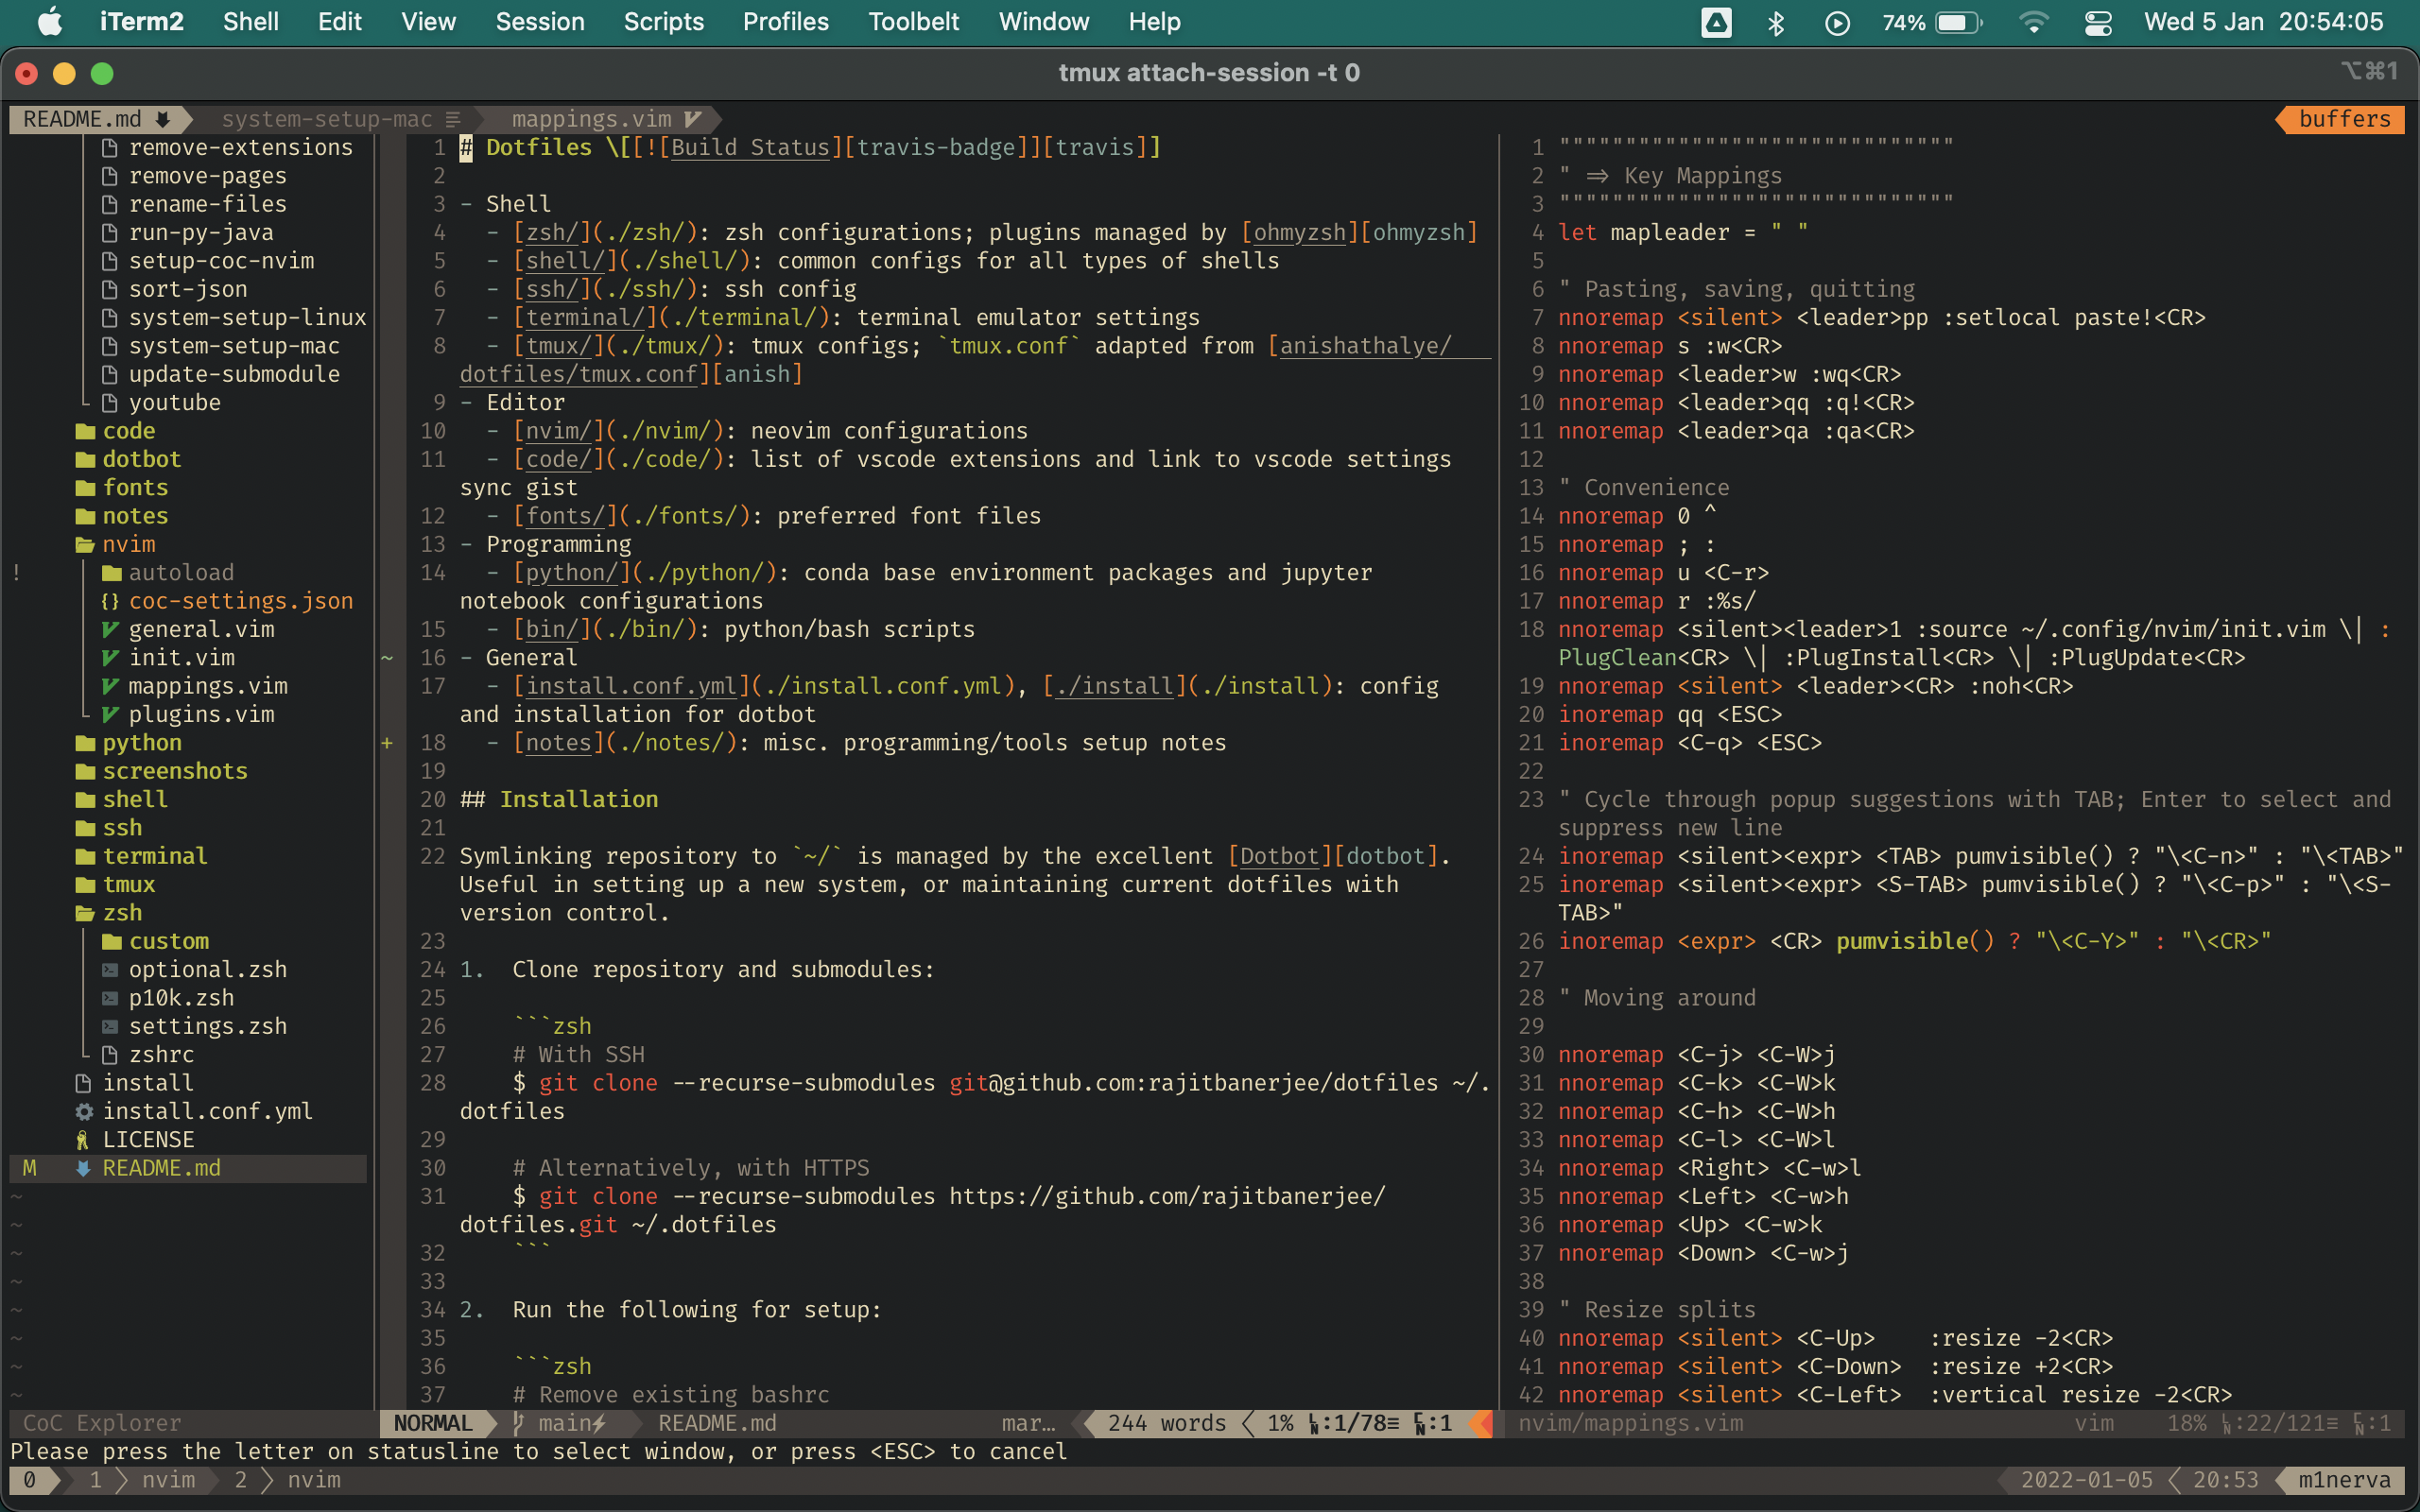 iTerm2 Shell Edit View Session Scripts Profiles Toolbelt Window Help 74% Wed 5 Jan 20:54:05
tmux attach-session -t 0 ⌥⌘1
README.md system-setup-mac mappings.vim buffers
remove-extensions
remove-pages
rename-files
run-py-java
setup-coc-nvim
sort-json
system-setup-linux
system-setup-mac
update-submodule
youtube
code
dotbot
fonts
notes
nvim
! autoload
{} coc-settings.json
general.vim
init.vim
mappings.vim
plugins.vim
python
screenshots
shell
ssh
terminal
tmux
zsh
custom
optional.zsh
p10k.zsh
settings.zsh
zshrc
install
install.conf.yml
LICENSE
M README.md
~
~
~
~
~
~
~
~
CoC Explorer
1 # Dotfiles \[[![Build Status][travis-badge]][travis]]
2
3 - Shell
4   - [zsh/](./zsh/): zsh configurations; plugins managed by [ohmyzsh][ohmyzsh]
5   - [shell/](./shell/): common configs for all types of shells
6   - [ssh/](./ssh/): ssh config
7   - [terminal/](./terminal/): terminal emulator settings
8   - [tmux/](./tmux/): tmux configs; `tmux.conf` adapted from [anishathalye/
dotfiles/tmux.conf][anish]
9 - Editor
10   - [nvim/](./nvim/): neovim configurations
11   - [code/](./code/): list of vscode extensions and link to vscode settings
sync gist
12   - [fonts/](./fonts/): preferred font files
13 - Programming
14   - [python/](./python/): conda base environment packages and jupyter
notebook configurations
15   - [bin/](./bin/): python/bash scripts
~ 16 - General
17   - [install.conf.yml](./install.conf.yml), [./install](./install): config
and installation for dotbot
+ 18   - [notes](./notes/): misc. programming/tools setup notes
19
20 ## Installation
21
22 Symlinking repository to `~/` is managed by the excellent [Dotbot][dotbot].
Useful in setting up a new system, or maintaining current dotfiles with
version control.
23
24 1.  Clone repository and submodules:
25
26     ```zsh
27     # With SSH
28     $ git clone --recurse-submodules git@github.com:rajitbanerjee/dotfiles ~/.
dotfiles
29
30     # Alternatively, with HTTPS
31     $ git clone --recurse-submodules https://github.com/rajitbanerjee/
dotfiles.git ~/.dotfiles
32     ```
33
34 2.  Run the following for setup:
35
36     ```zsh
37     # Remove existing bashrc
NORMAL main README.md mar… 244 words 1% :1/78≡ :1
1 """"""""""""""""""""""""""""""
2 " => Key Mappings
3 """"""""""""""""""""""""""""""
4 let mapleader = " "
5
6 " Pasting, saving, quitting
7 nnoremap <silent> <leader>pp :setlocal paste!<CR>
8 nnoremap s :w<CR>
9 nnoremap <leader>w :wq<CR>
10 nnoremap <leader>qq :q!<CR>
11 nnoremap <leader>qa :qa<CR>
12
13 " Convenience
14 nnoremap 0 ^
15 nnoremap ; :
16 nnoremap u <C-r>
17 nnoremap r :%s/
18 nnoremap <silent><leader>1 :source ~/.config/nvim/init.vim \| :
PlugClean<CR> \| :PlugInstall<CR> \| :PlugUpdate<CR>
19 nnoremap <silent> <leader><CR> :noh<CR>
20 inoremap qq <ESC>
21 inoremap <C-q> <ESC>
22
23 " Cycle through popup suggestions with TAB; Enter to select and
suppress new line
24 inoremap <silent><expr> <TAB> pumvisible() ? "\<C-n>" : "\<TAB>"
25 inoremap <silent><expr> <S-TAB> pumvisible() ? "\<C-p>" : "\<S-
TAB>"
26 inoremap <expr> <CR> pumvisible() ? "\<C-Y>" : "\<CR>"
27
28 " Moving around
29
30 nnoremap <C-j> <C-W>j
31 nnoremap <C-k> <C-W>k
32 nnoremap <C-h> <C-W>h
33 nnoremap <C-l> <C-W>l
34 nnoremap <Right> <C-w>l
35 nnoremap <Left> <C-w>h
36 nnoremap <Up> <C-w>k
37 nnoremap <Down> <C-w>j
38
39 " Resize splits
40 nnoremap <silent> <C-Up>    :resize -2<CR>
41 nnoremap <silent> <C-Down>  :resize +2<CR>
42 nnoremap <silent> <C-Left>  :vertical resize -2<CR>
nvim/mappings.vim vim 18% :22/121≡ :1
Please press the letter on statusline to select window, or press <ESC> to cancel
0 1 nvim 2 nvim 2022-01-05 20:53 m1nerva